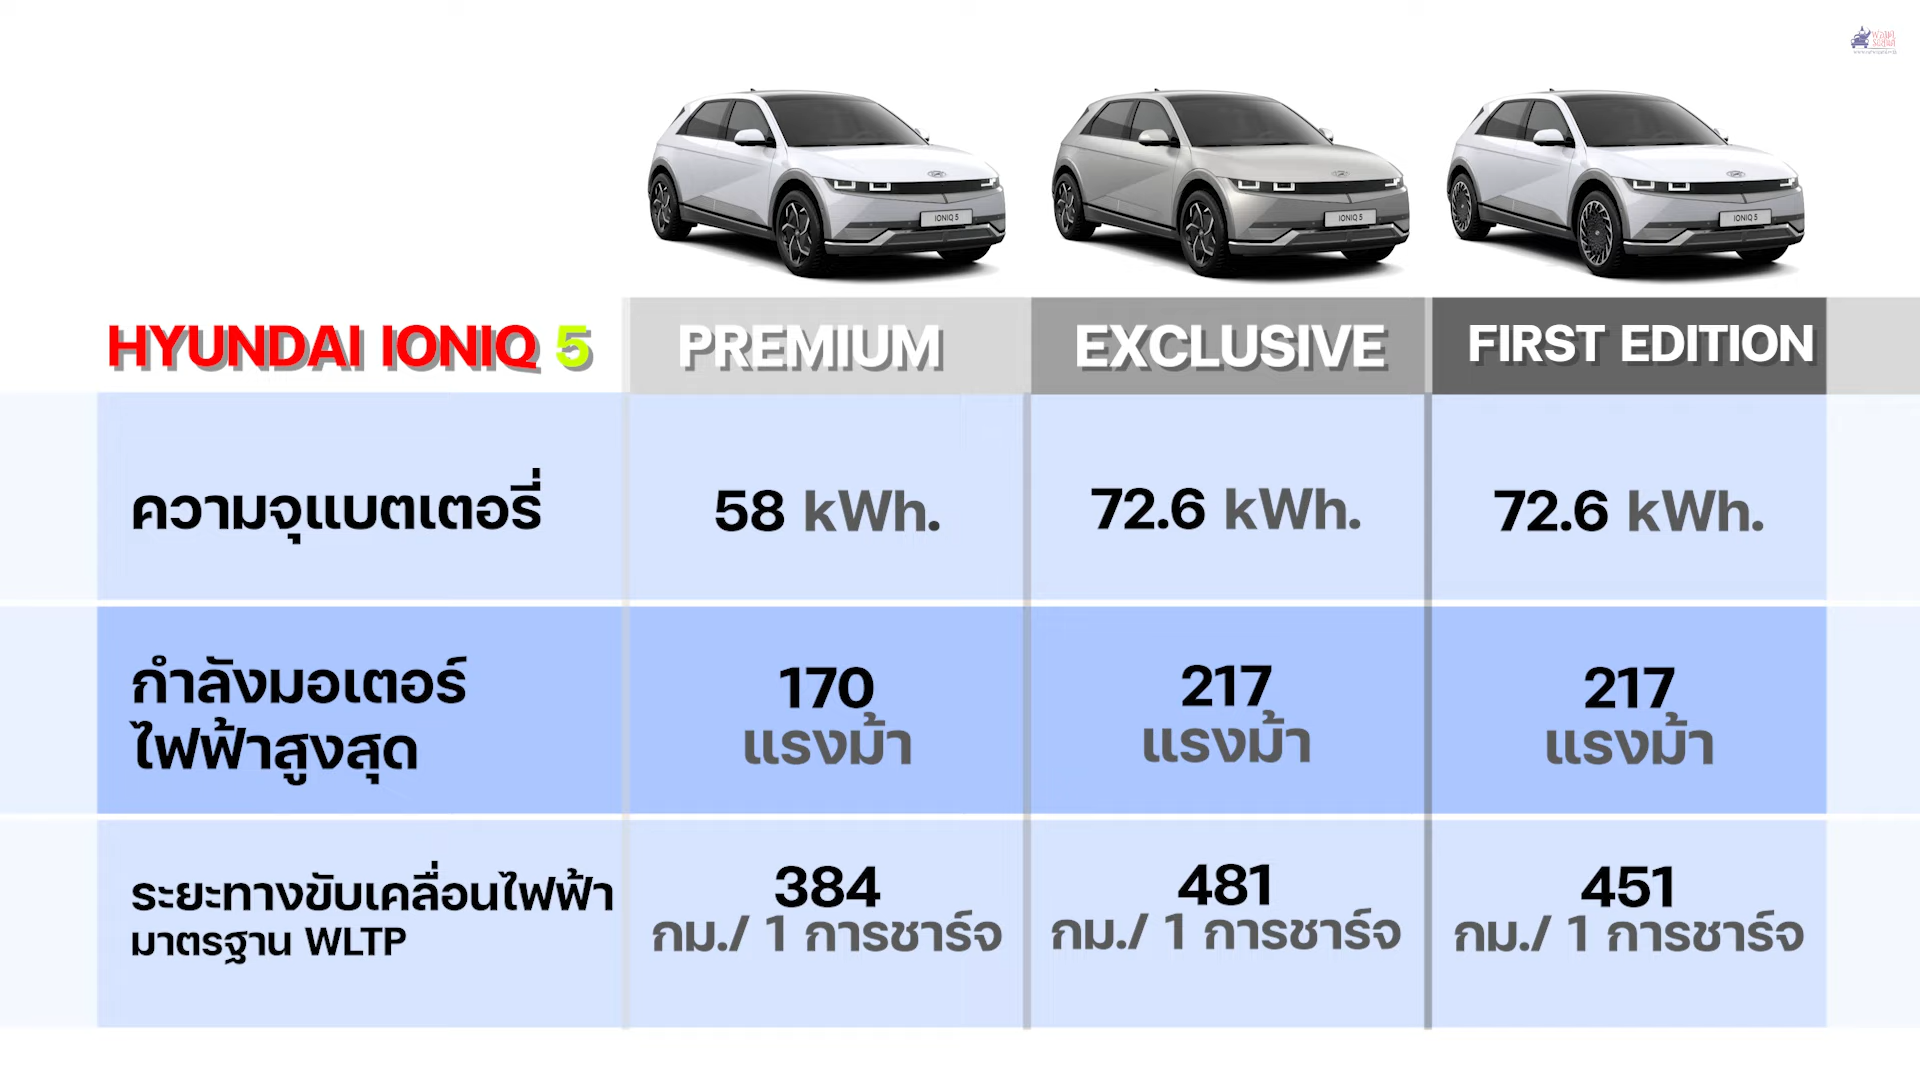 IONIQ 5
IONIQ 5
IONIQ 5
HYUNDAI IONIQ 5
PREMIUM
EXCLUSIVE
FIRST EDITION
ความจุแบตเตอรี่
58 kWh.
72.6 kWh.
72.6 kWh.
กำลังมอเตอร์
ไฟฟ้าสูงสุด
170
แรงม้า
217
แรงม้า
217
แรงม้า
ระยะทางขับเคลื่อนไฟฟ้า
มาตรฐาน WLTP
384
กม./ 1 การชาร์จ
481
กม./ 1 การชาร์จ
451
กม./ 1 การชาร์จ